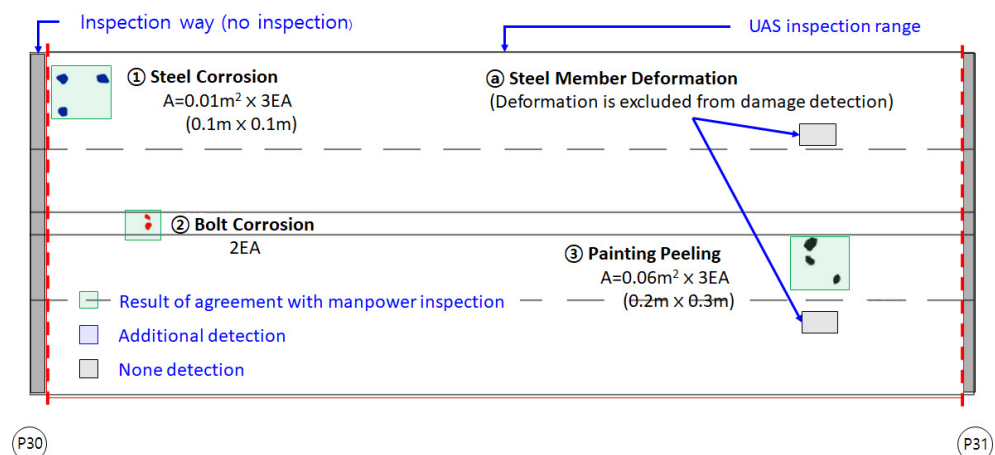 Inspection way (no inspection)
UAS inspection range
① Steel Corrosion
A=0.01m² X 3EA
(0.1m X 0.1m)
ⓐ Steel Member Deformation
(Deformation is excluded from damage detection)
② Bolt Corrosion
2EA
③ Painting Peeling
A=0.06m² X 3EA
(0.2m X 0.3m)
Result of agreement with manpower inspection
Additional detection
None detection
P30
P31